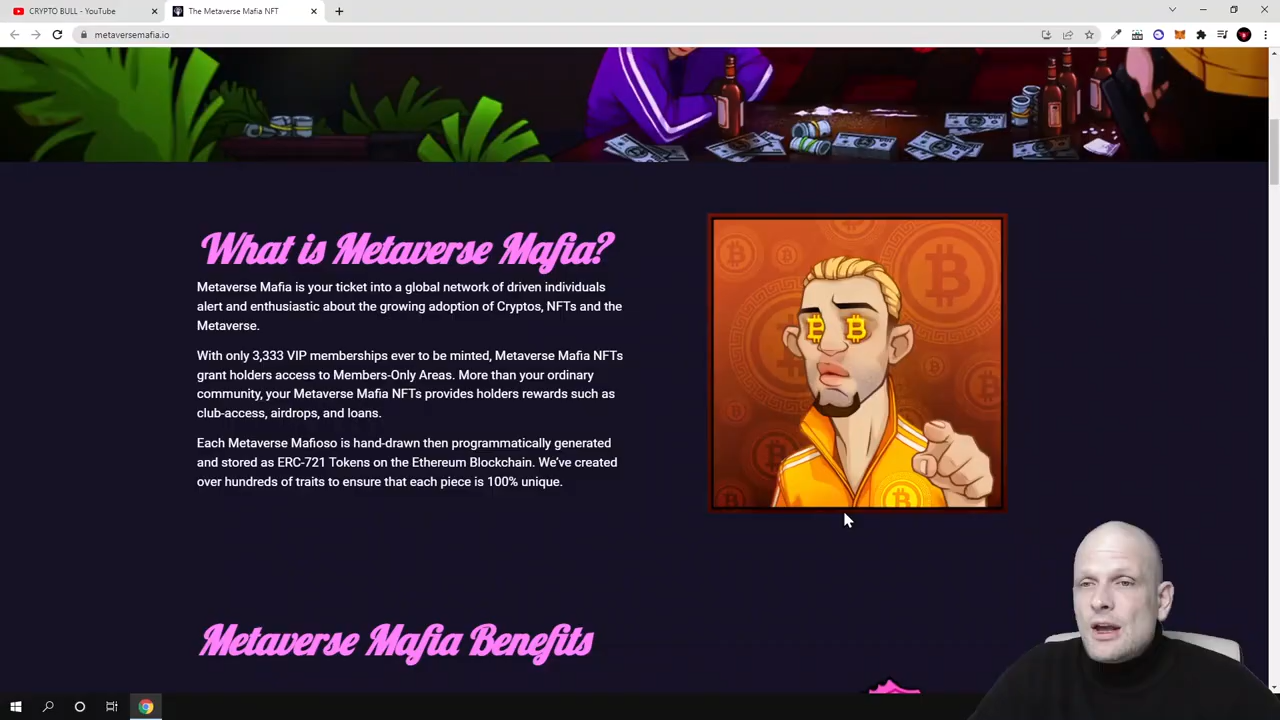 CRYPTO BULL - YouTube
The Metaverse Mafia NFT
metaversemafia.io
What is Metaverse Mafia?
Metaverse Mafia is your ticket into a global network of driven individuals
alert and enthusiastic about the growing adoption of Cryptos, NFTs and the
Metaverse.
With only 3,333 VIP memberships ever to be minted, Metaverse Mafia NFTs
grant holders access to Members-Only Areas. More than your ordinary
community, your Metaverse Mafia NFTs provides holders rewards such as
club-access, airdrops, and loans.
Each Metaverse Mafioso is hand-drawn then programmatically generated
and stored as ERC-721 Tokens on the Ethereum Blockchain. We've created
over hundreds of traits to ensure that each piece is 100% unique.
Metaverse Mafia Benefits